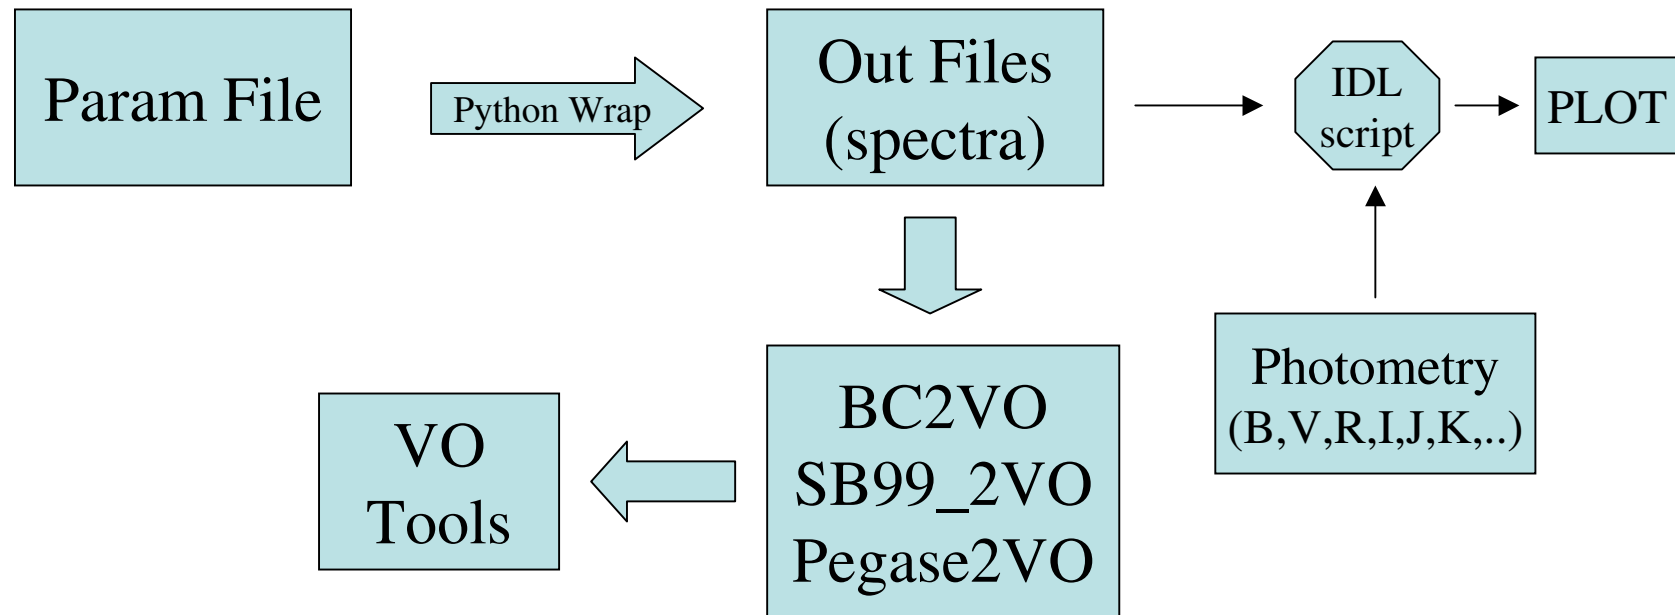 Param File
Python Wrap
Out Files
(spectra)
IDL
script
PLOT
Photometry
(B,V,R,I,J,K,..)
BC2VO
SB99_2VO
Pegase2VO
VO
Tools